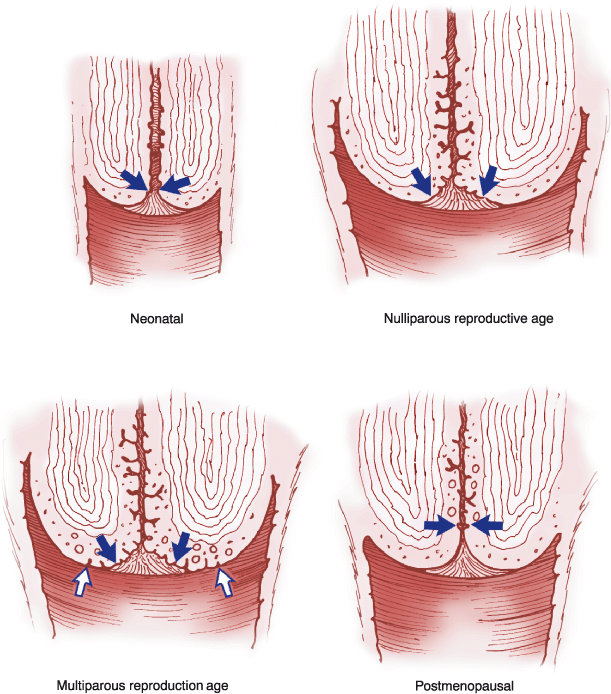 Neonatal
Nulliparous reproductive age
Multiparous reproduction age
Postmenopausal